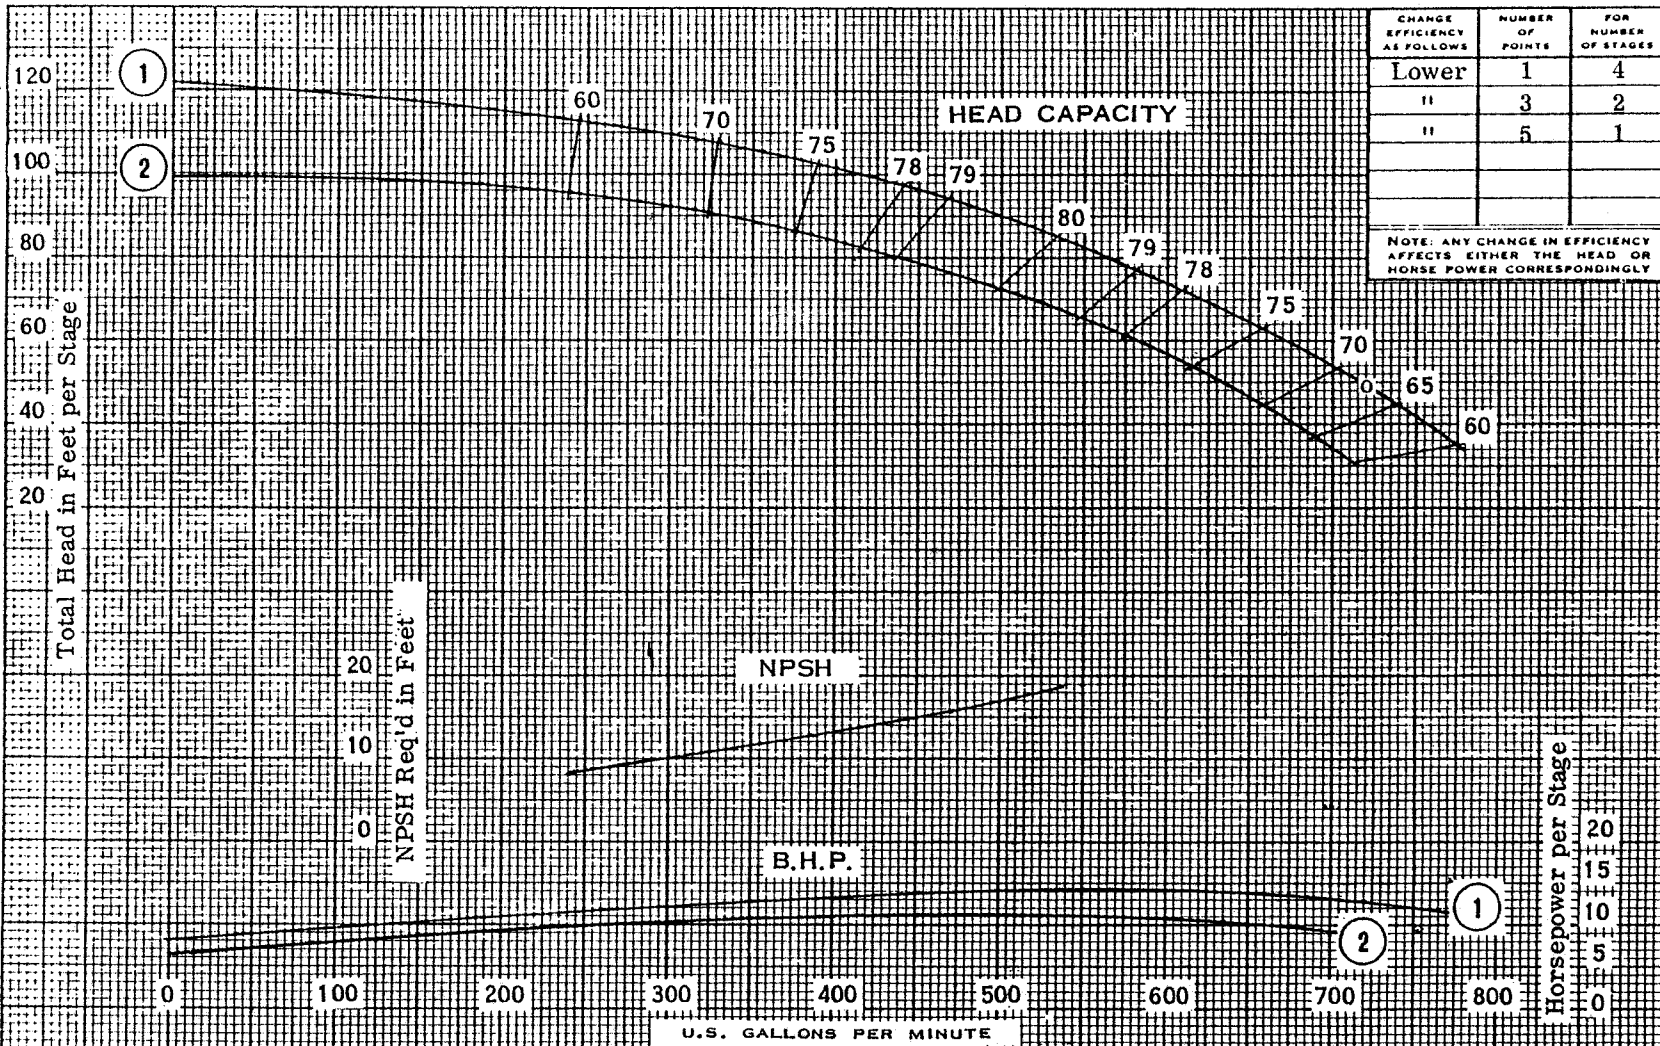 CHANGE EFFICIENCY AS FOLLOWS
NUMBER OF POINTS
FOR NUMBER OF STAGES
Lower 1 4
" 3 2
" 5 1
NOTE: ANY CHANGE IN EFFICIENCY
AFFECTS EITHER THE HEAD OR
HORSE POWER CORRESPONDINGLY
HEAD CAPACITY
1
2
120
100
80
60
40
20
Total Head in Feet per Stage
60
70
75
78
79
80
79
78
75
70
65
60
NPSH
20
10
0
NPSH Req'd in Feet
B.H.P.
1
2
Horsepower per Stage
20
15
10
5
0
0 100 200 300 400 500 600 700 800
U.S. GALLONS PER MINUTE